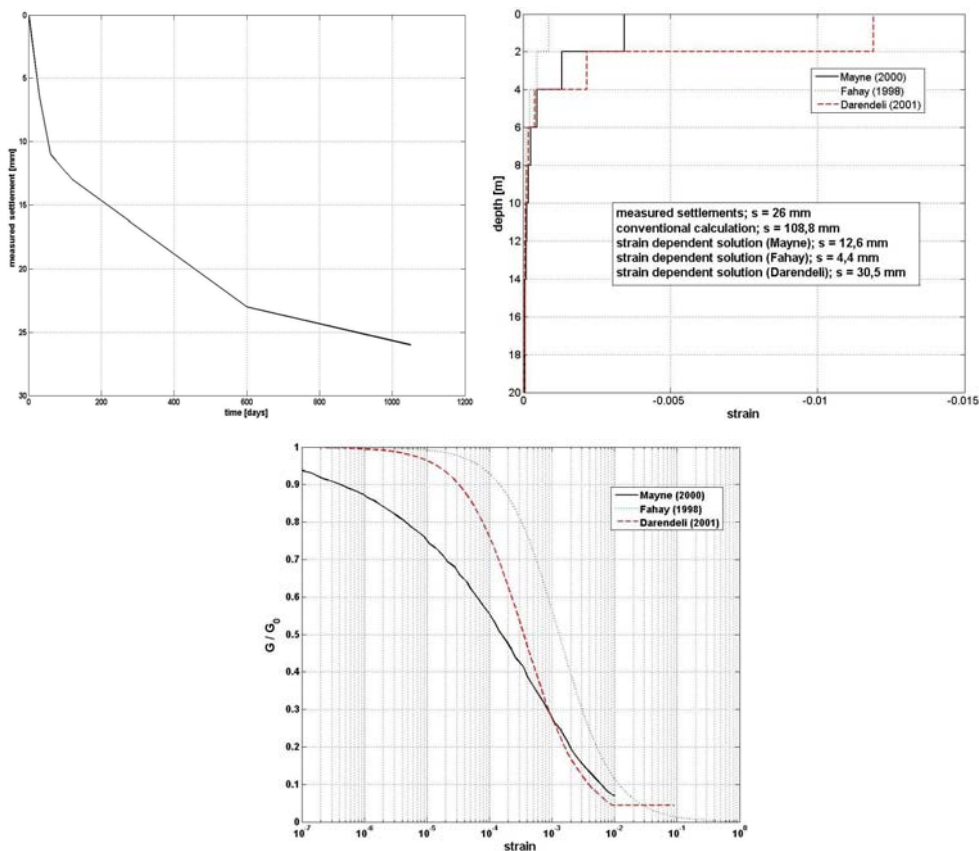 0
5
10
15
20
25
30
measured settlement [mm]
0 200 400 600 800 1000 1200
time [days]
0
2
4
6
8
10
12
14
16
18
20
depth [m]
Mayne (2000)
Fahay (1998)
Darendeli (2001)
measured settlements; s = 26 mm
conventional calculation; s = 108,8 mm
strain dependent solution (Mayne); s = 12,6 mm
strain dependent solution (Fahay); s = 4,4 mm
strain dependent solution (Darendeli); s = 30,5 mm
0 -0.005 -0.01 -0.015
strain
1
0.9
0.8
0.7
0.6
0.5
0.4
0.3
0.2
0.1
0
G / G₀
Mayne (2000)
Fahay (1998)
Darendeli (2001)
10⁻⁷ 10⁻⁶ 10⁻⁵ 10⁻⁴ 10⁻³ 10⁻² 10⁻¹ 10⁰
strain